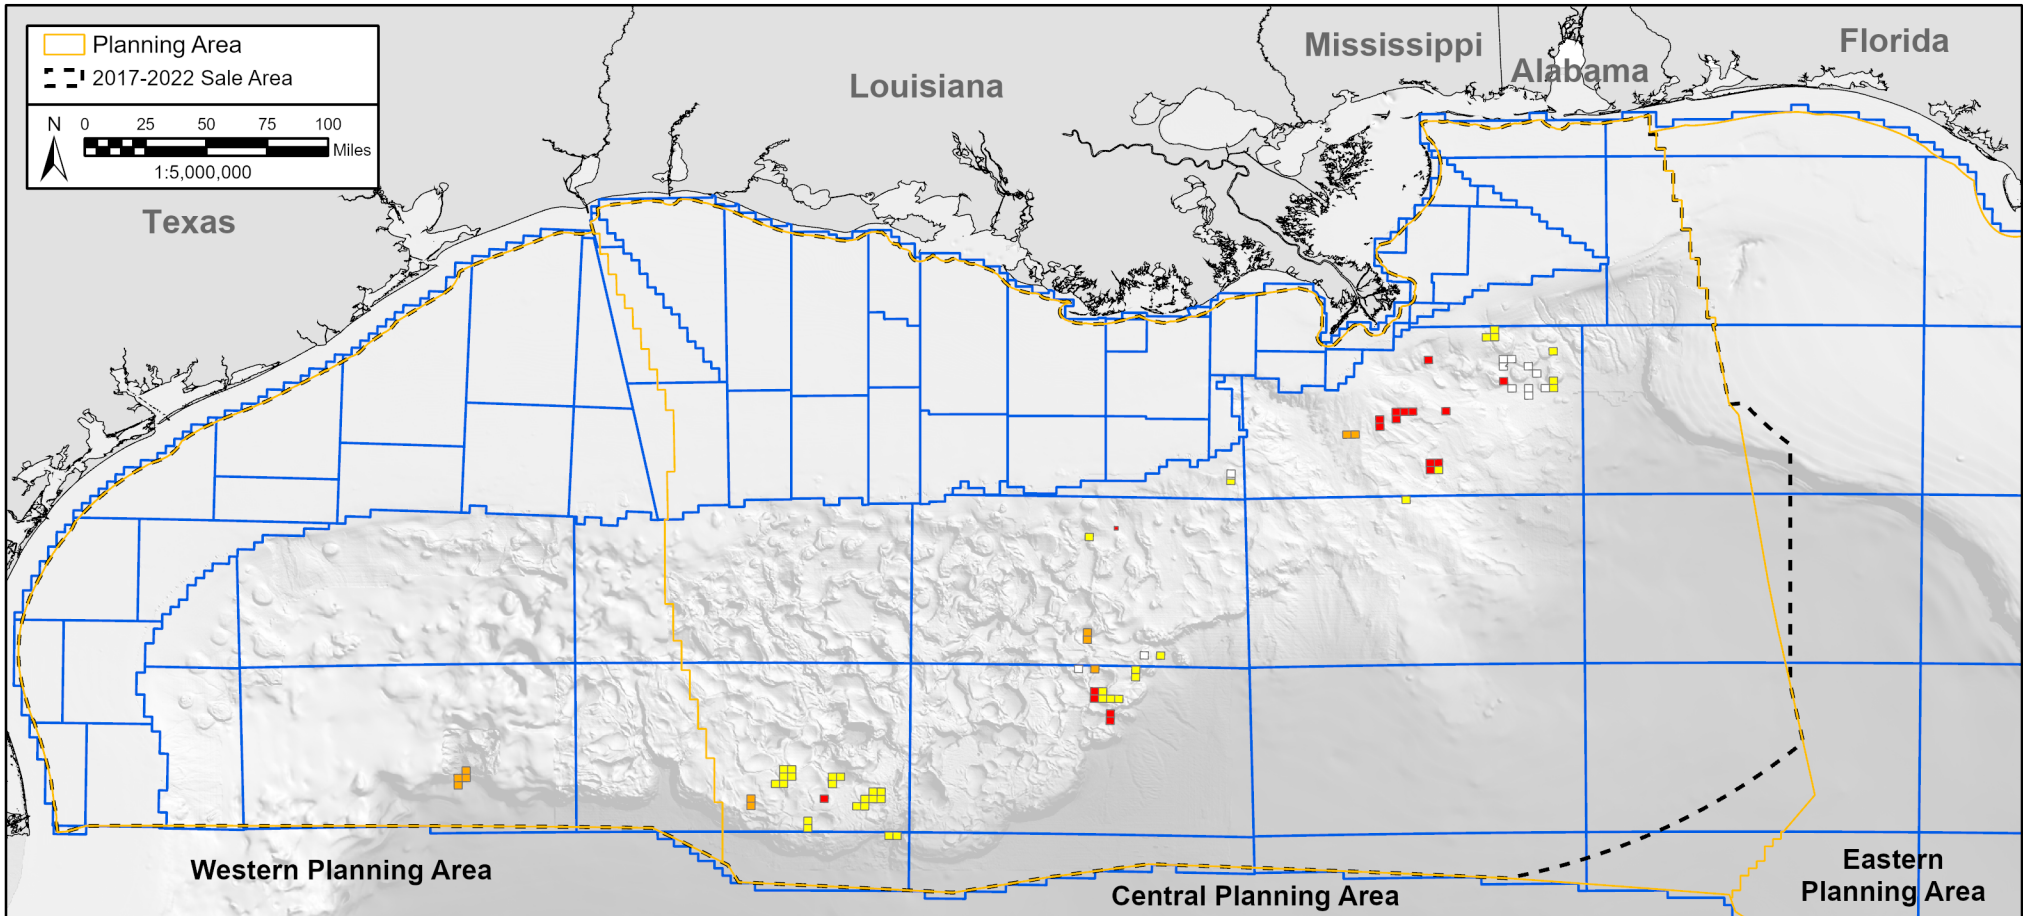 Planning Area
2017-2022 Sale Area
N
0 25 50 75 100
Miles
1:5,000,000
Texas
Louisiana
Mississippi
Alabama
Florida
Western Planning Area
Central Planning Area
Eastern
Planning Area